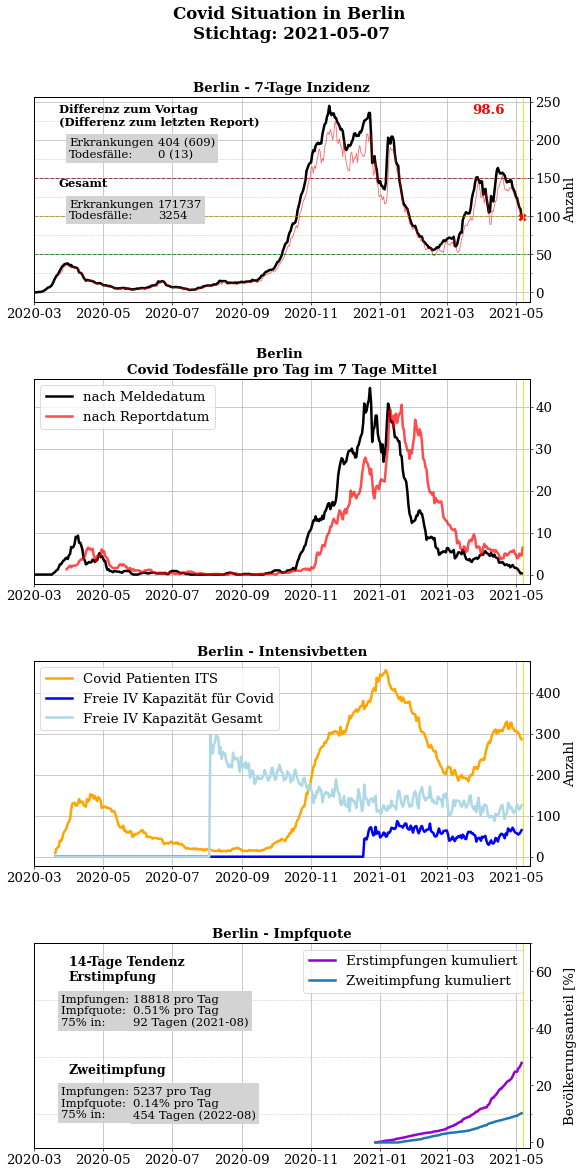 Covid Situation in Berlin
Stichtag: 2021-05-07
Berlin - 7-Tage Inzidenz
Differenz zum Vortag
(Differenz zum letzten Report)
Erkrankungen 404 (609)
Todesfälle: 0 (13)
Gesamt
Erkrankungen 171737
Todesfälle: 3254
98.6
250
200
150
100
50
0
Anzahl
2020-03 2020-05 2020-07 2020-09 2020-11 2021-01 2021-03 2021-05
Berlin
Covid Todesfälle pro Tag im 7 Tage Mittel
nach Meldedatum
nach Reportdatum
40
30
20
10
0
2020-03 2020-05 2020-07 2020-09 2020-11 2021-01 2021-03 2021-05
Berlin - Intensivbetten
Covid Patienten ITS
Freie IV Kapazität für Covid
Freie IV Kapazität Gesamt
400
300
200
100
0
Anzahl
2020-03 2020-05 2020-07 2020-09 2020-11 2021-01 2021-03 2021-05
Berlin - Impfquote
14-Tage Tendenz
Erstimpfung
Impfungen: 18818 pro Tag
Impfquote: 0.51% pro Tag
75% in: 92 Tagen (2021-08)
Zweitimpfung
Impfungen: 5237 pro Tag
Impfquote: 0.14% pro Tag
75% in: 454 Tagen (2022-08)
Erstimpfungen kumuliert
Zweitimpfung kumuliert
60
40
20
0
Bevölkerungsanteil [%]
2020-03 2020-05 2020-07 2020-09 2020-11 2021-01 2021-03 2021-05